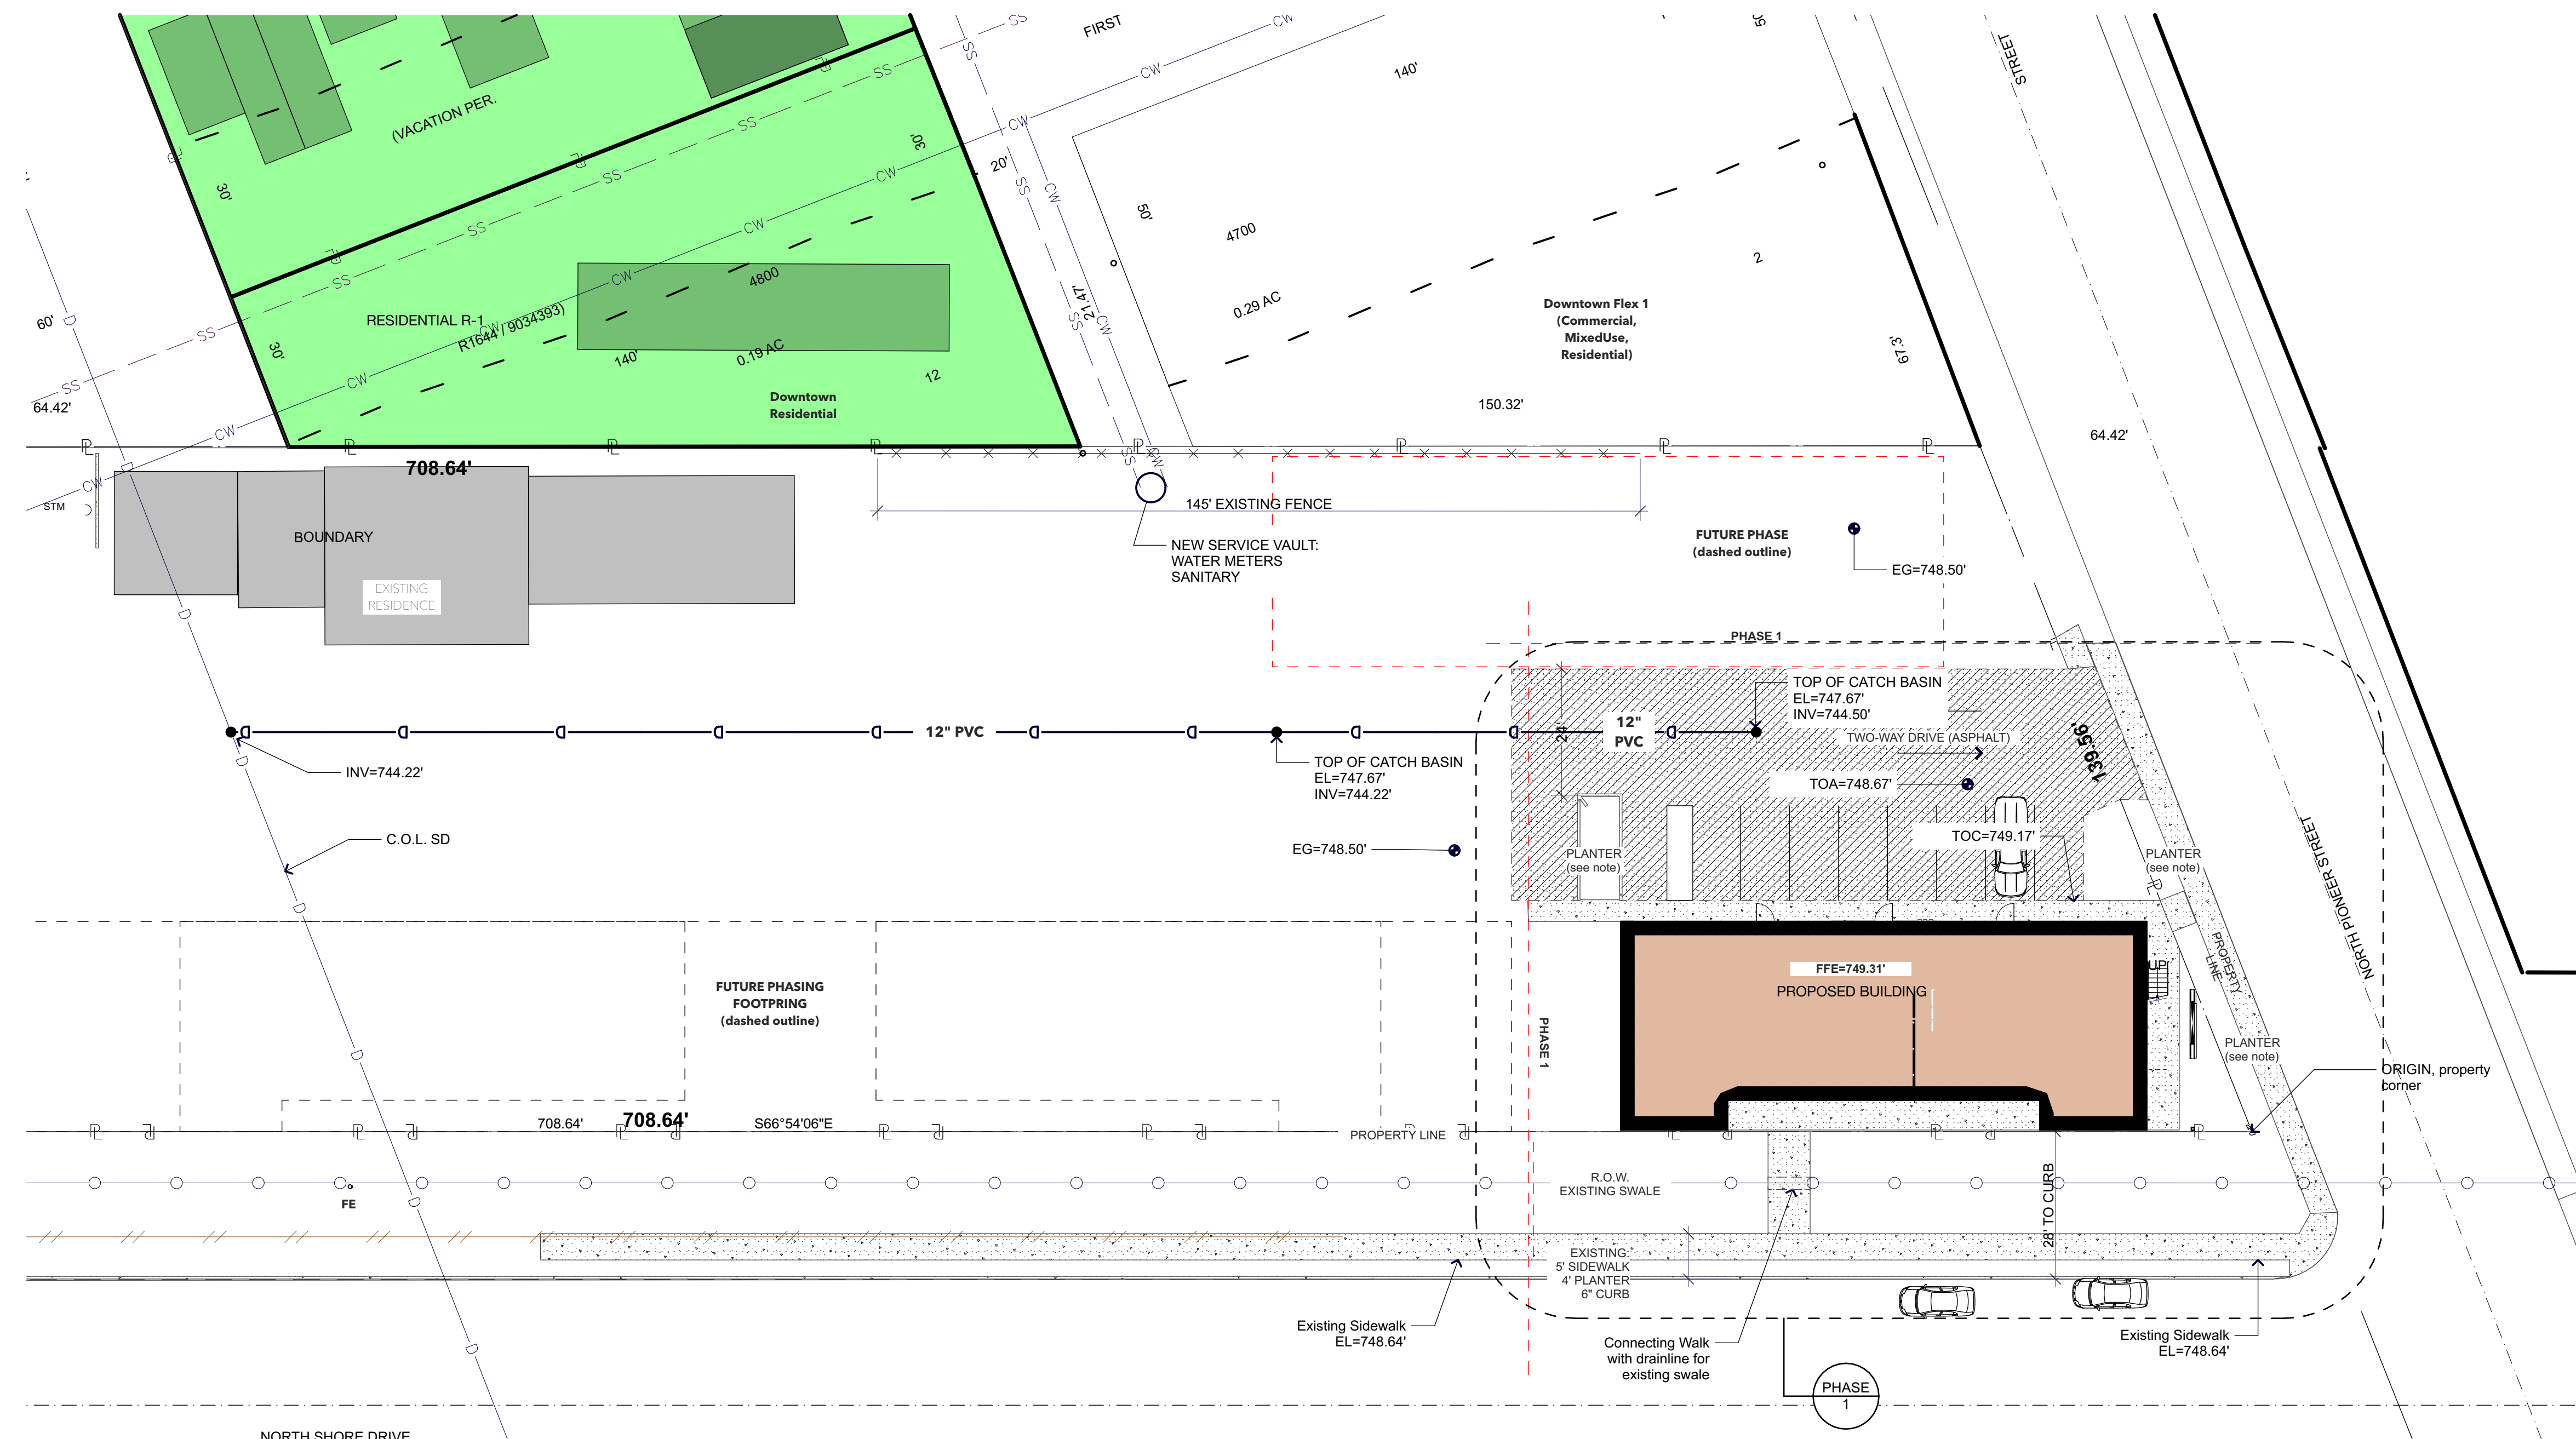 FIRST
SS
CW
140'
STREET
(VACATION PER.
30'
30'
20'
50'
4700
2
0.29 AC
Downtown Flex 1
(Commercial,
MixedUse,
Residential)
67.3'
21.47'
60'
RESIDENTIAL R-1
R1644 / 9034393)
4800
30'
140'
0.19 AC
12
Downtown
Residential
64.42'
150.32'
64.42'
708.64'
STM
BOUNDARY
EXISTING
RESIDENCE
145' EXISTING FENCE
NEW SERVICE VAULT:
WATER METERS
SANITARY
FUTURE PHASE
(dashed outline)
EG=748.50'
PHASE 1
TOP OF CATCH BASIN
EL=747.67'
INV=744.50'
12" PVC
12"
PVC
24'
TWO-WAY DRIVE (ASPHALT)
139.56'
INV=744.22'
TOP OF CATCH BASIN
EL=747.67'
INV=744.22'
TOA=748.67'
C.O.L. SD
EG=748.50'
TOC=749.17'
PLANTER
(see note)
PLANTER
(see note)
NORTH PIONEER STREET
PROPERTY
LINE
FFE=749.31'
PROPOSED BUILDING
UP
FUTURE PHASING
FOOTPRING
(dashed outline)
PHASE 1
PLANTER
(see note)
ORIGIN, property
corner
708.64'
708.64'
S66°54'06"E
PROPERTY LINE
R.O.W.
EXISTING SWALE
FE
28' TO CURB
EXISTING:
5' SIDEWALK
4' PLANTER
6" CURB
Existing Sidewalk
EL=748.64'
Connecting Walk
with drainline for
existing swale
Existing Sidewalk
EL=748.64'
PHASE
1
NORTH SHORE DRIVE